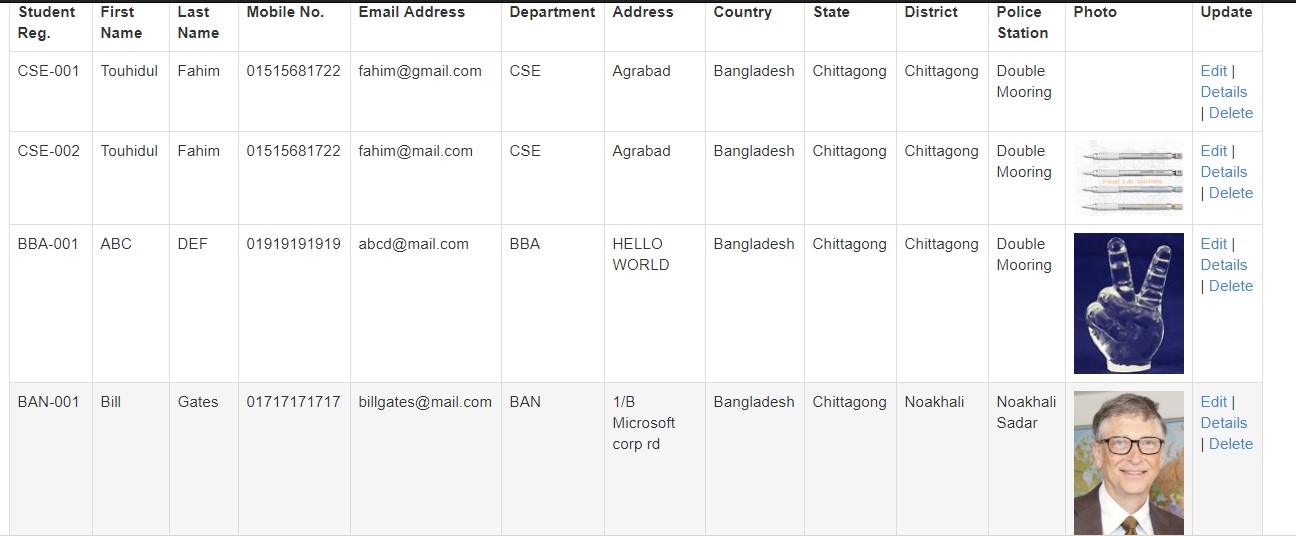 Student Reg. First Name Last Name Mobile No. Email Address Department Address Country State District Police Station Photo Update
CSE-001 Touhidul Fahim 01515681722 fahim@gmail.com CSE Agrabad Bangladesh Chittagong Chittagong Double Mooring Edit | Details | Delete
CSE-002 Touhidul Fahim 01515681722 fahim@mail.com CSE Agrabad Bangladesh Chittagong Chittagong Double Mooring Edit | Details | Delete
BBA-001 ABC DEF 01919191919 abcd@mail.com BBA HELLO WORLD Bangladesh Chittagong Chittagong Double Mooring Edit | Details | Delete
BAN-001 Bill Gates 01717171717 billgates@mail.com BAN 1/B Microsoft corp rd Bangladesh Chittagong Noakhali Noakhali Sadar Edit | Details | Delete